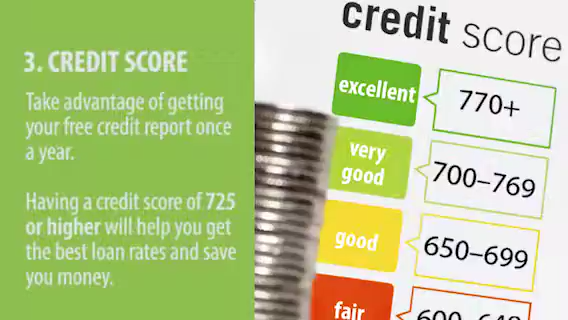 3. CREDIT SCORE
Take advantage of getting
your free credit report once
a year.
Having a credit score of 725
or higher will help you get
the best loan rates and save
you money.
credit score
excellent
770+
very
good
700–769
good
650–699
fair